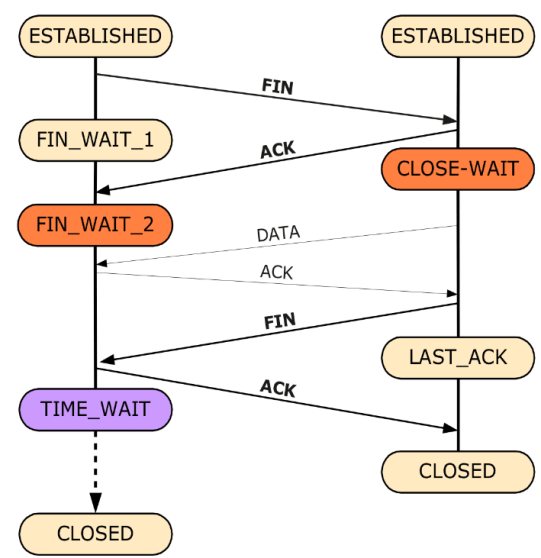 ESTABLISHED
ESTABLISHED
FIN
FIN_WAIT_1
ACK
CLOSE-WAIT
FIN_WAIT_2
DATA
ACK
FIN
LAST_ACK
ACK
TIME_WAIT
CLOSED
CLOSED